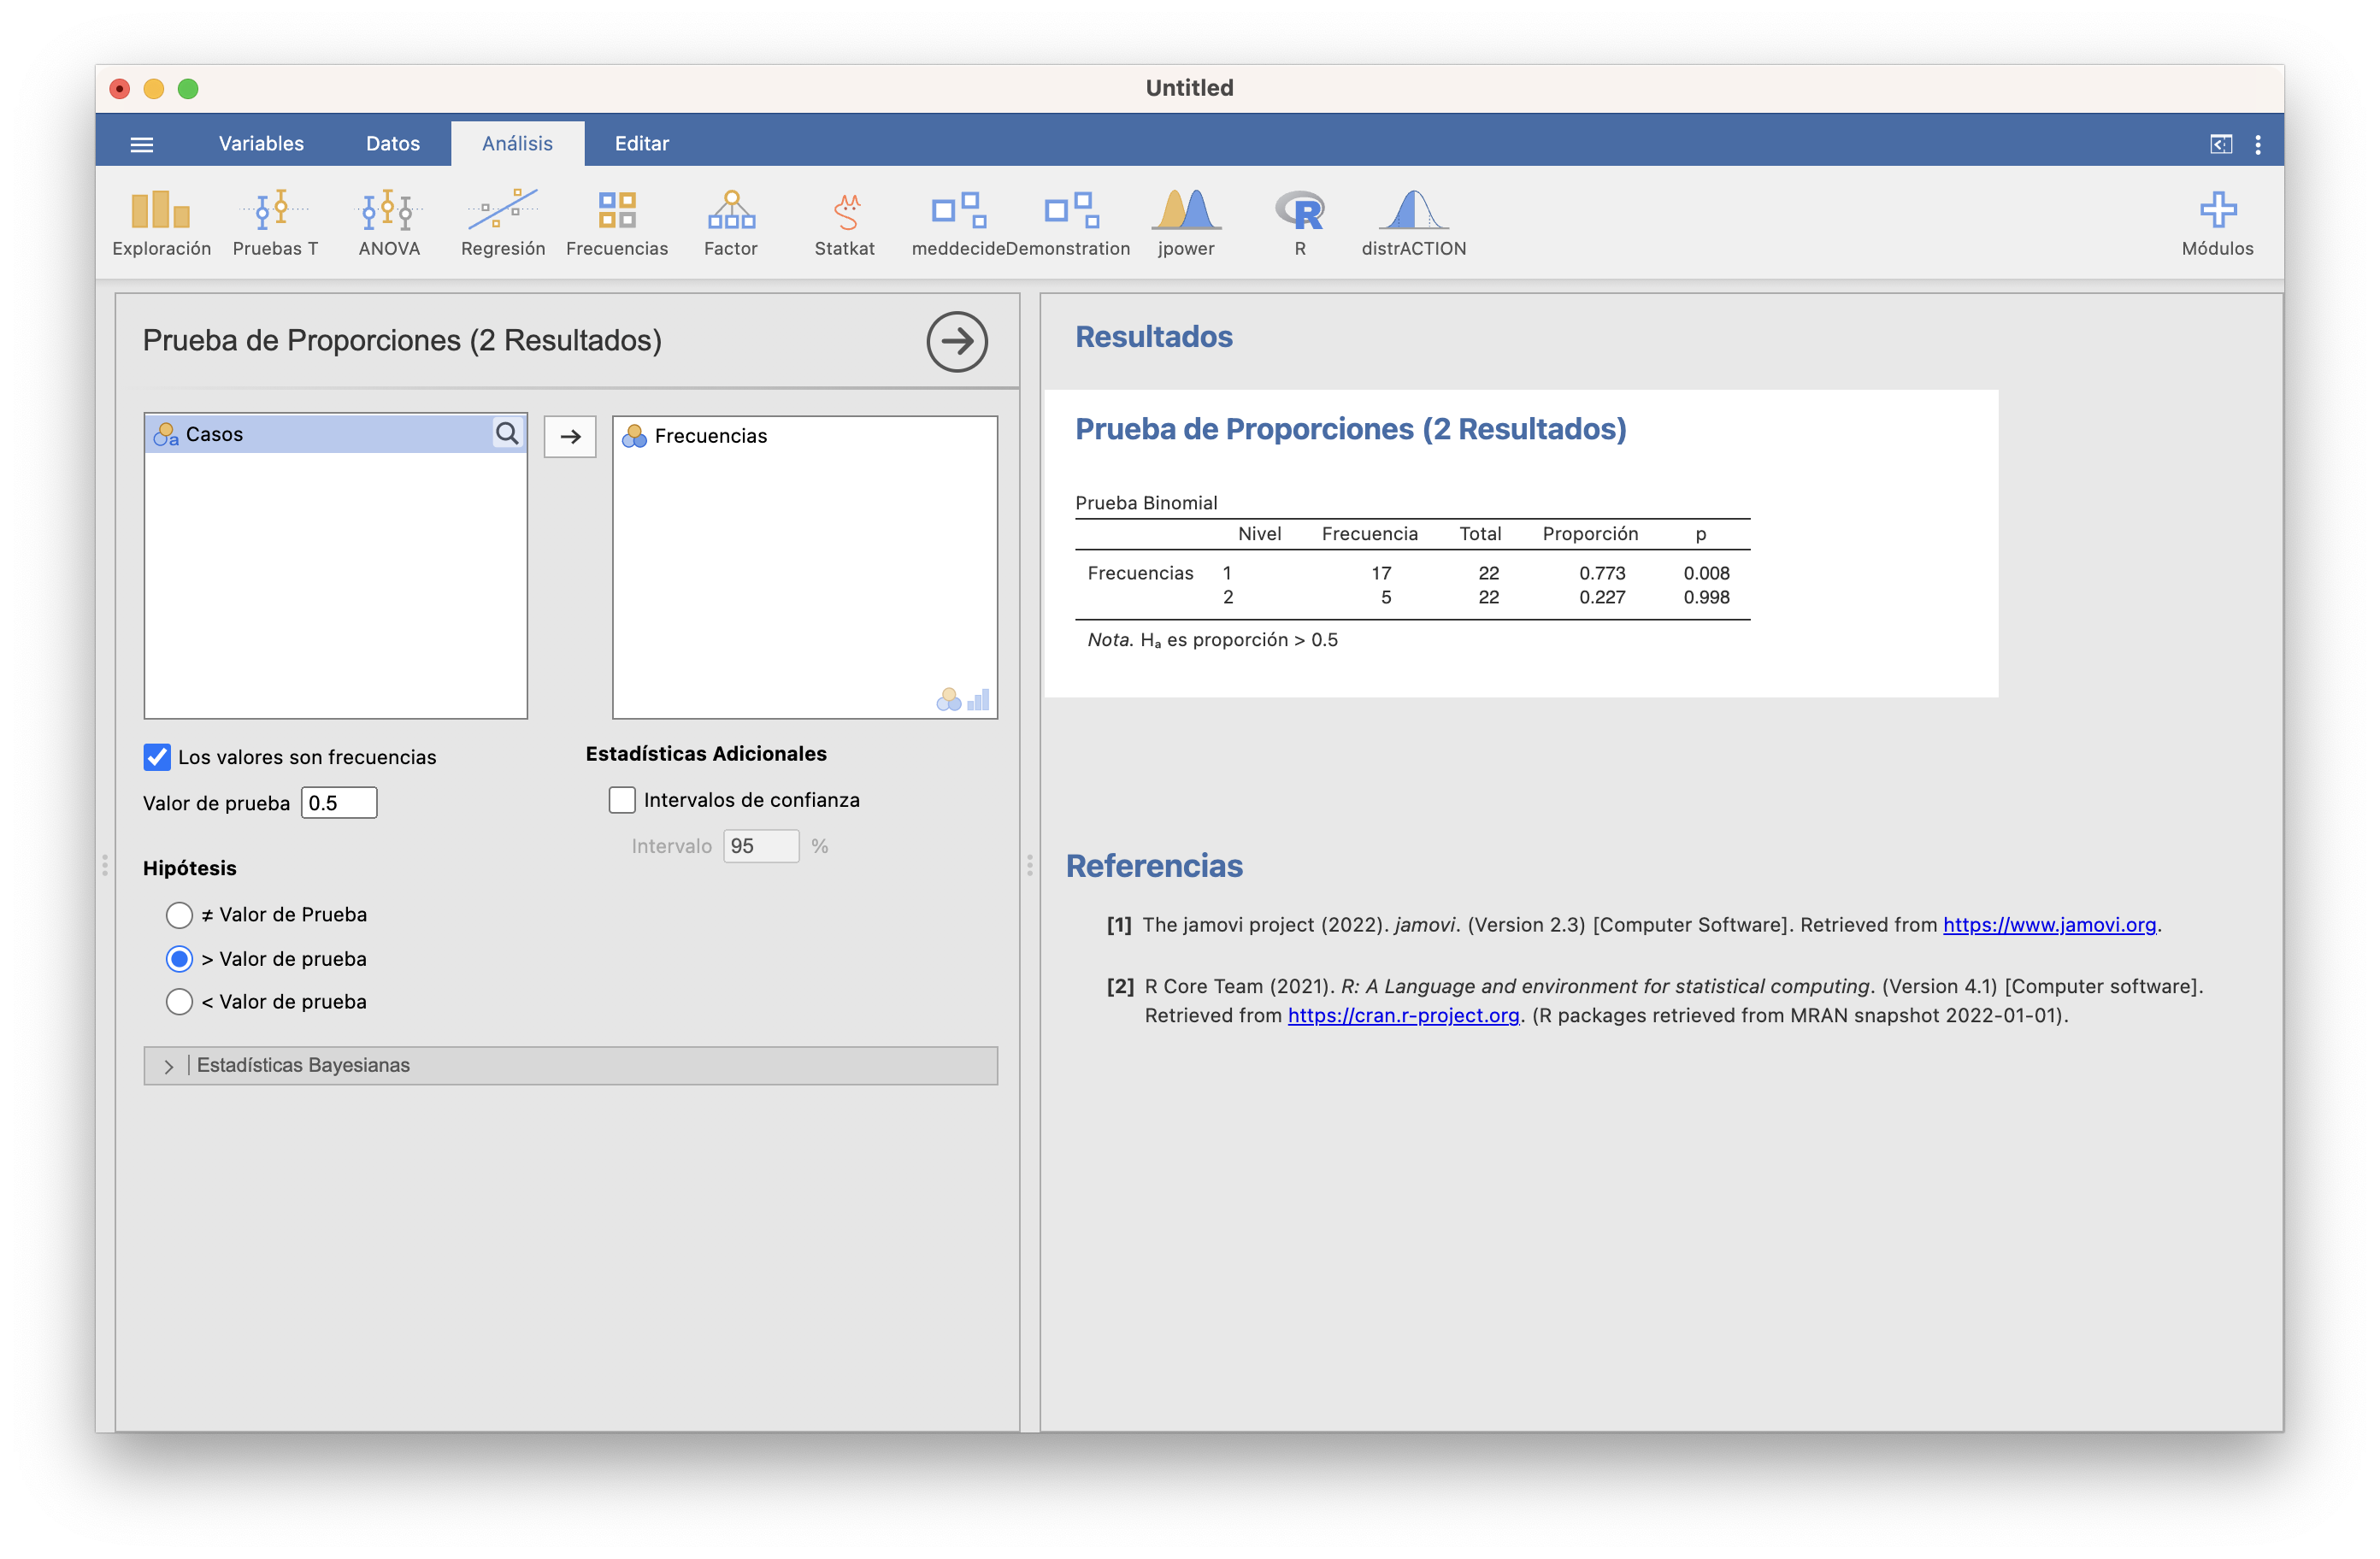 Untitled
Variables Datos Análisis Editar
Exploración Pruebas T ANOVA Regresión Frecuencias Factor Statkat meddecide Demonstration jpower R distrACTION Módulos
Prueba de Proporciones (2 Resultados)
Casos
Frecuencias
Los valores son frecuencias
Valor de prueba 0.5
Hipótesis
≠ Valor de Prueba
> Valor de prueba
< Valor de prueba
Estadísticas Adicionales
Intervalos de confianza
Intervalo 95 %
Estadísticas Bayesianas
Resultados
Prueba de Proporciones (2 Resultados)
Prueba Binomial
Nivel Frecuencia Total Proporción p
Frecuencias 1 17 22 0.773 0.008
2 5 22 0.227 0.998
Nota. Hₐ es proporción > 0.5
Referencias
[1] The jamovi project (2022). jamovi. (Version 2.3) [Computer Software]. Retrieved from https://www.jamovi.org.
[2] R Core Team (2021). R: A Language and environment for statistical computing. (Version 4.1) [Computer software].
Retrieved from https://cran.r-project.org. (R packages retrieved from MRAN snapshot 2022-01-01).